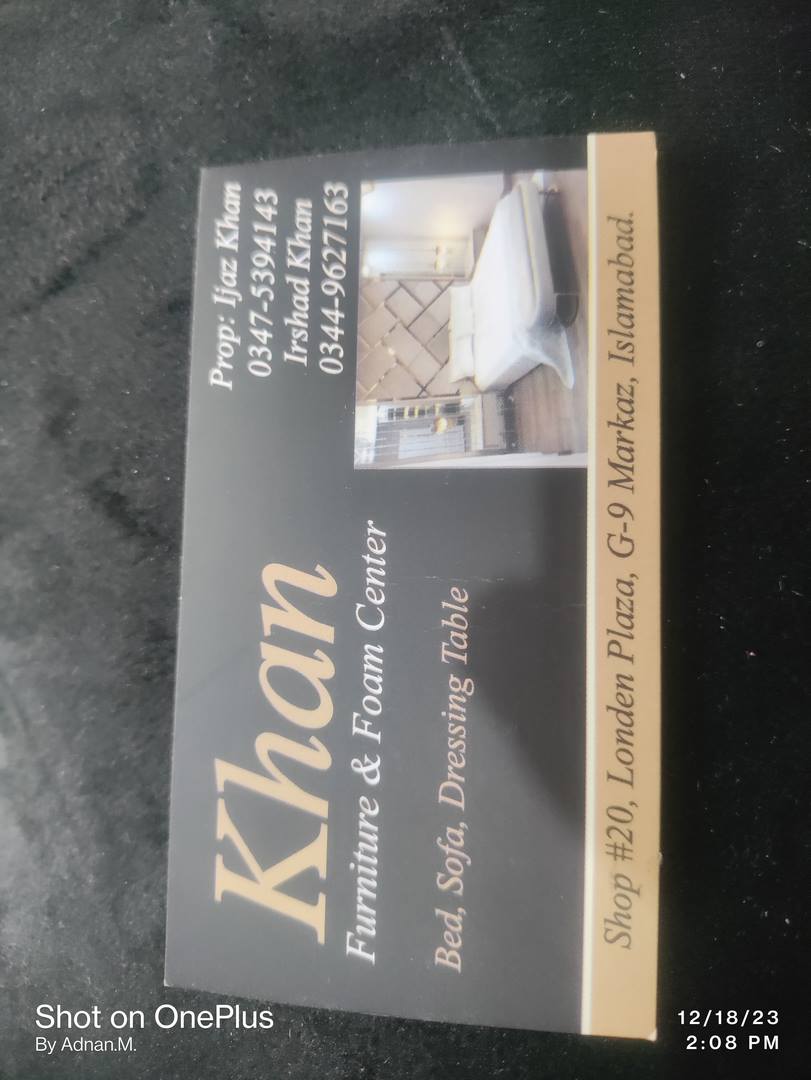 Prop: Ijaz Khan
0347-5394143
Irshad Khan
0344-9627163
Khan
Furniture & Foam Center
Bed, Sofa, Dressing Table
Shop #20, Londen Plaza, G-9 Markaz, Islamabad.
Shot on OnePlus
By Adnan.M.
12/18/23
2:08 PM